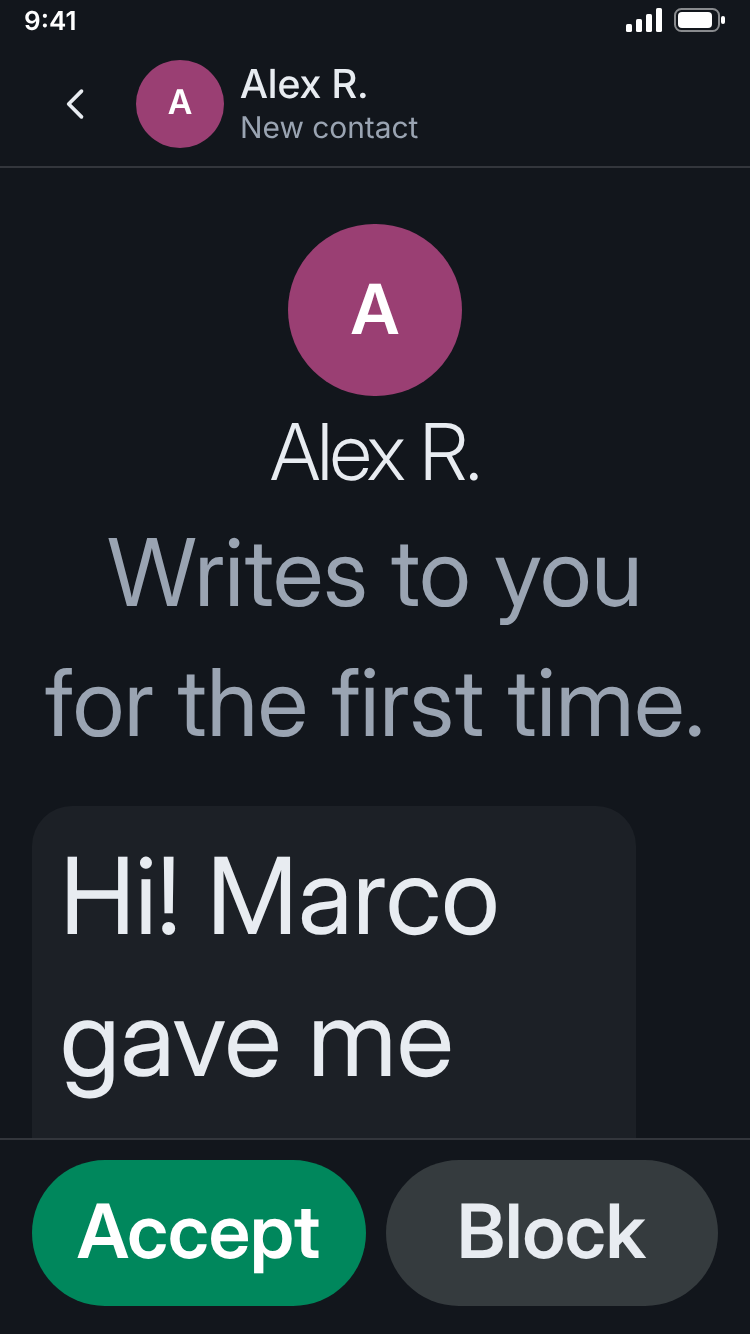 9:41
A
Alex R.
New contact
A
Alex R.
Writes to you
for the first time.
Hi! Marco
gave me
Accept
Block